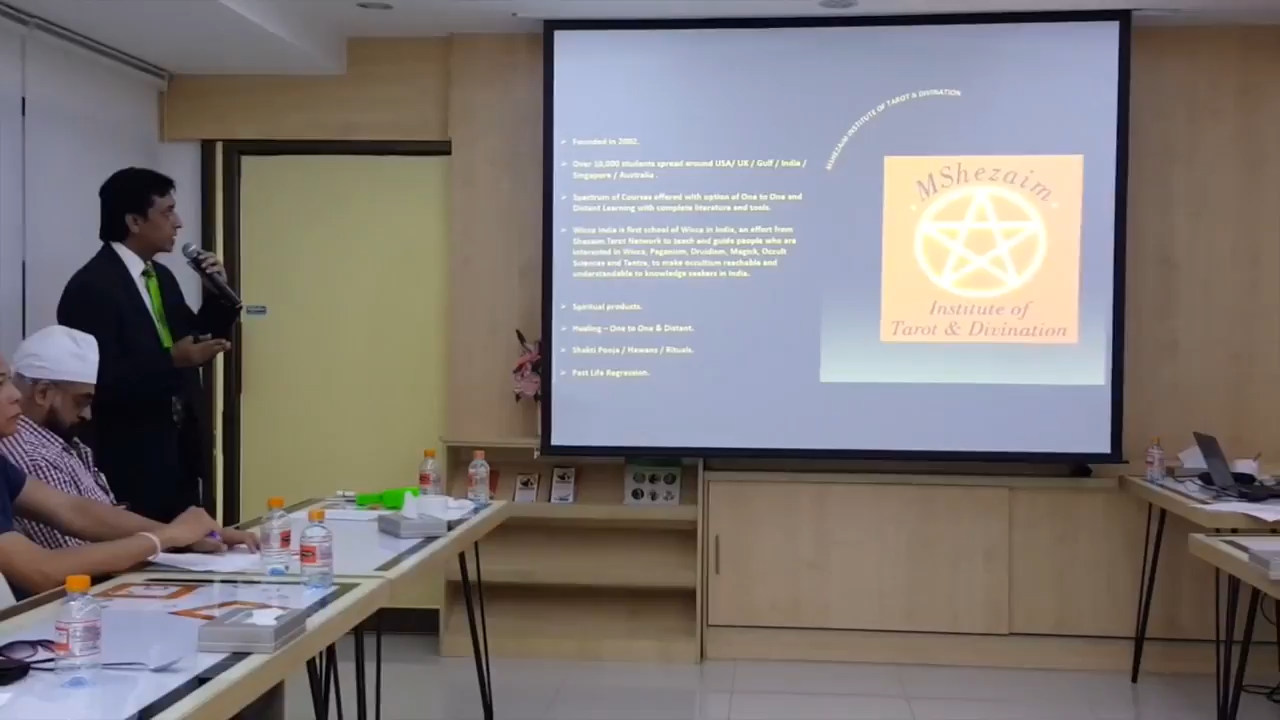 MSHEZAIM INSTITUTE OF TAROT & DIVINATION
➢ Founded in 2002.
➢ Over 10,000 students spread around USA/ UK / Gulf / India /
Singapore / Australia .
➢ Spectrum of Courses offered with option of One to One and
Distant Learning with complete literature and tools.
➢ Wicca India is first school of Wicca in India, an effort from
Shezaim Tarot Network to teach and guide people who are
interested in Wicca, Paganism, Druidism, Magick, Occult
Sciences and Tantra, to make occultism reachable and
understandable to knowledge seekers in India.
➢ Spiritual products.
➢ Healing – One to One & Distant.
➢ Shakti Pooja / Hawans / Rituals.
➢ Past Life Regression.
MShezaim
Institute of
Tarot & Divination